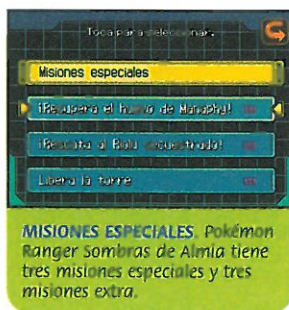 Toca para seleccionar.
Misiones especiales
¡Recupera el huevo de Manaphy!
¡Rescata al Riolu secuestrado!
Libera la torre
MISIONES ESPECIALES. Pokémon
Ranger Sombras de Almia tiene
tres misiones especiales y tres
misiones extra.